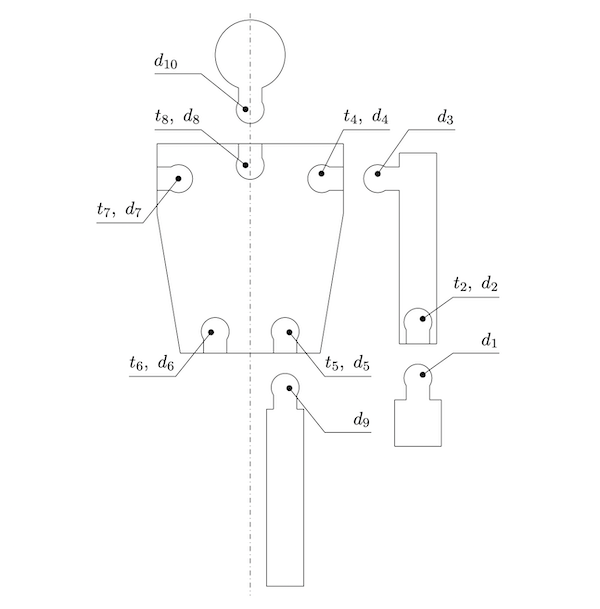 d₁₀
t₈, d₈
t₄, d₄
d₃
t₇, d₇
t₂, d₂
d₁
t₆, d₆
t₅, d₅
d₉